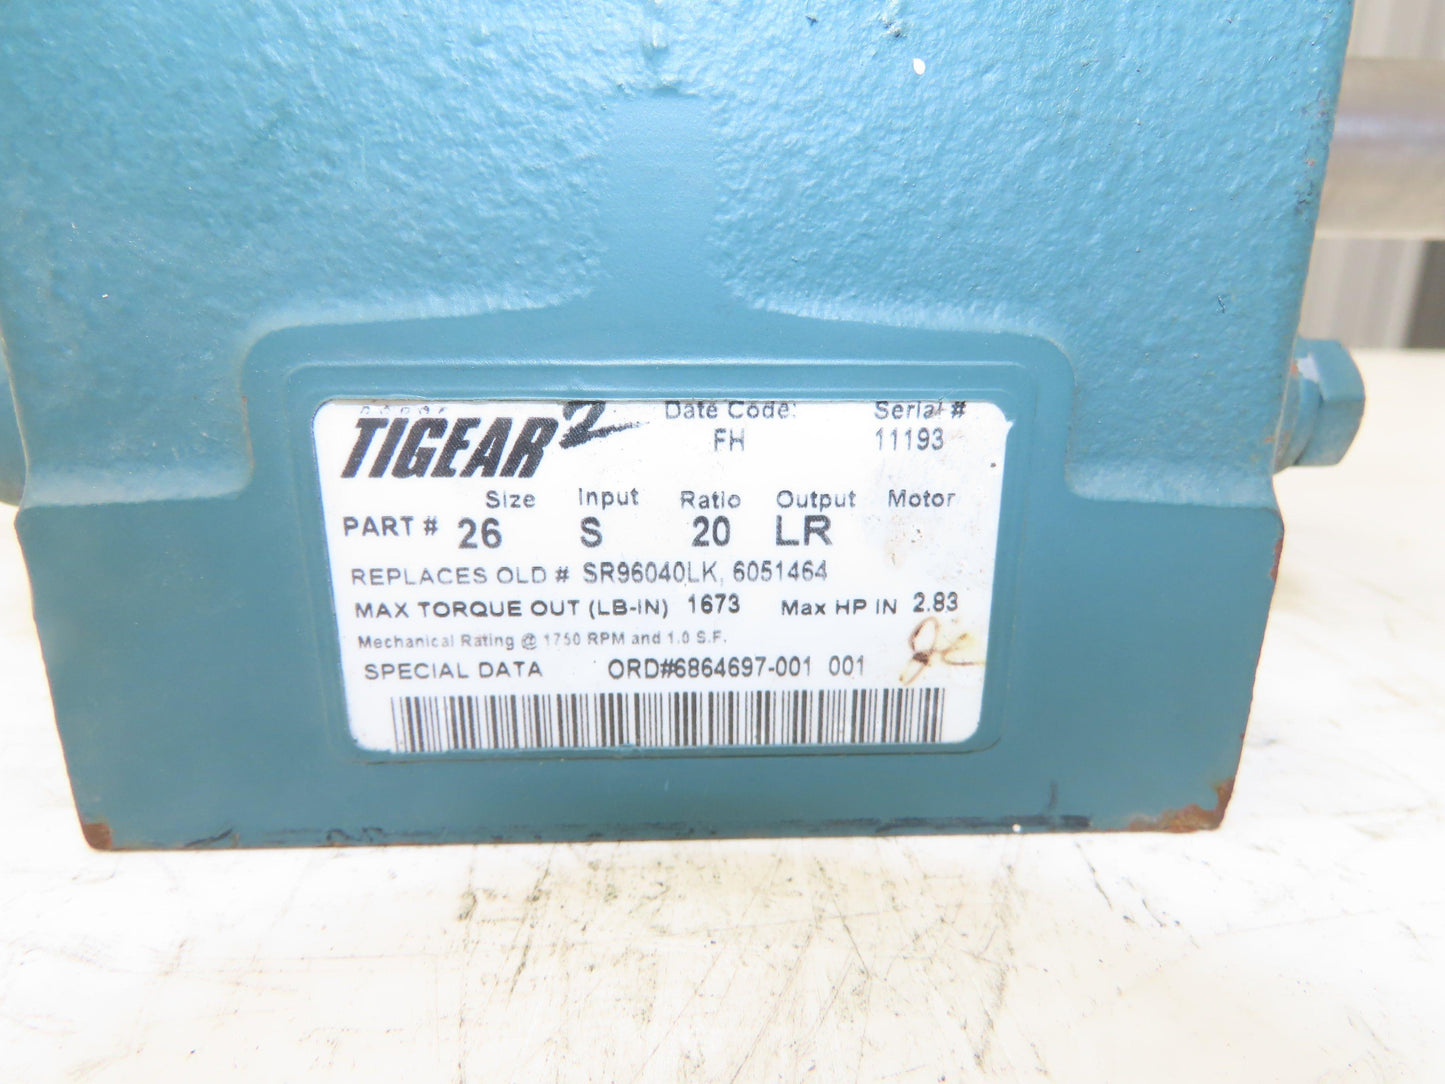 DODGE
TIGEAR2 Date Code: Serial #
FH 11193
Size Input Ratio Output Motor
PART # 26 S 20 LR
REPLACES OLD # SR96040LK, 6051464
MAX TORQUE OUT (LB-IN) 1673 Max HP IN 2.83
Mechanical Rating @ 1750 RPM and 1.0 S.F.
SPECIAL DATA ORD#6864697-001 001